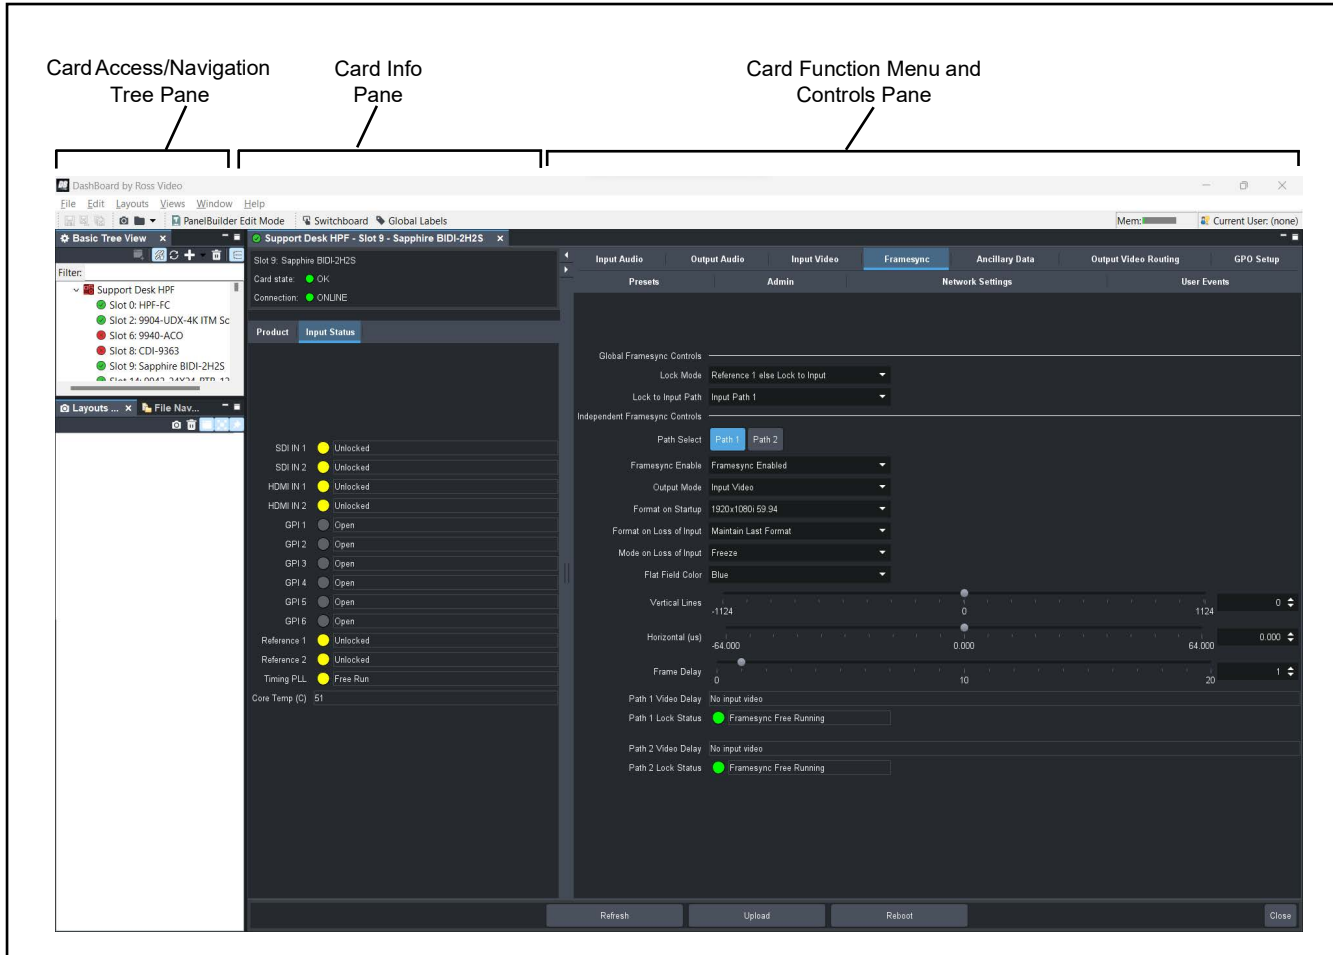 Card Access/Navigation
Tree Pane
Card Info
Pane
Card Function Menu and
Controls Pane
DashBoard by Ross Video
File Edit Layouts Views Window Help
PanelBuilder Edit Mode Switchboard Global Labels Mem: Current User: (none)
Basic Tree View
Filter:
Support Desk HPF
Slot 0: HPF-FC
Slot 2: 9904-UDX-4K ITM Sc
Slot 6: 9940-ACO
Slot 8: CDI-9363
Slot 9: Sapphire BIDI-2H2S
Layouts ... File Nav...
Support Desk HPF - Slot 9 - Sapphire BIDI-2H2S
Slot 9: Sapphire BIDI-2H2S
Card state: OK
Connection: ONLINE
Product Input Status
SDI IN 1 Unlocked
SDI IN 2 Unlocked
HDMI IN 1 Unlocked
HDMI IN 2 Unlocked
GPI 1 Open
GPI 2 Open
GPI 3 Open
GPI 4 Open
GPI 5 Open
GPI 6 Open
Reference 1 Unlocked
Reference 2 Unlocked
Timing PLL Free Run
Core Temp (C) 51
Input Audio Output Audio Input Video Framesync Ancillary Data Output Video Routing GPO Setup
Presets Admin Network Settings User Events
Global Framesync Controls
Lock Mode Reference 1 else Lock to Input
Lock to Input Path Input Path 1
Independent Framesync Controls
Path Select Path 1 Path 2
Framesync Enable Framesync Enabled
Output Mode Input Video
Format on Startup 1920x1080i 59.94
Format on Loss of Input Maintain Last Format
Mode on Loss of Input Freeze
Flat Field Color Blue
Vertical Lines -1124 0 1124 0
Horizontal (us) -64.000 0.000 64.000 0.000
Frame Delay 0 10 20 1
Path 1 Video Delay No input video
Path 1 Lock Status Framesync Free Running
Path 2 Video Delay No input video
Path 2 Lock Status Framesync Free Running
Refresh Upload Reboot Close